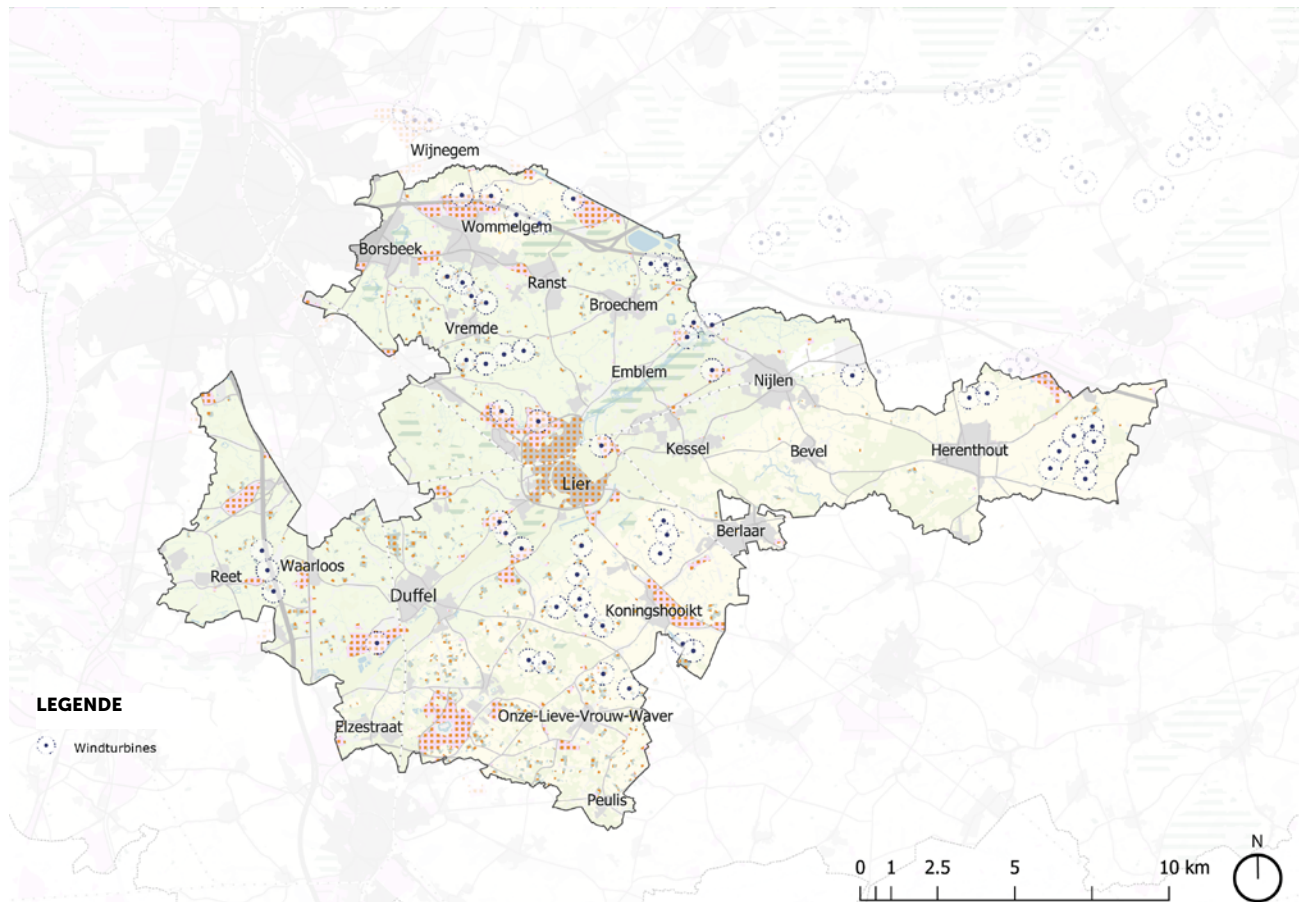 Wijnegem
Wommelgem
Borsbeek
Ranst
Broechem
Vremde
Emblem
Nijlen
Kessel
Bevel
Herenthout
Lier
Berlaar
Reet
Waarloos
Duffel
Koningshooikt
LEGENDE
Elzestraat
Onze-Lieve-Vrouw-Waver
Windturbines
Peulis
N
0 1 2.5 5 10 km